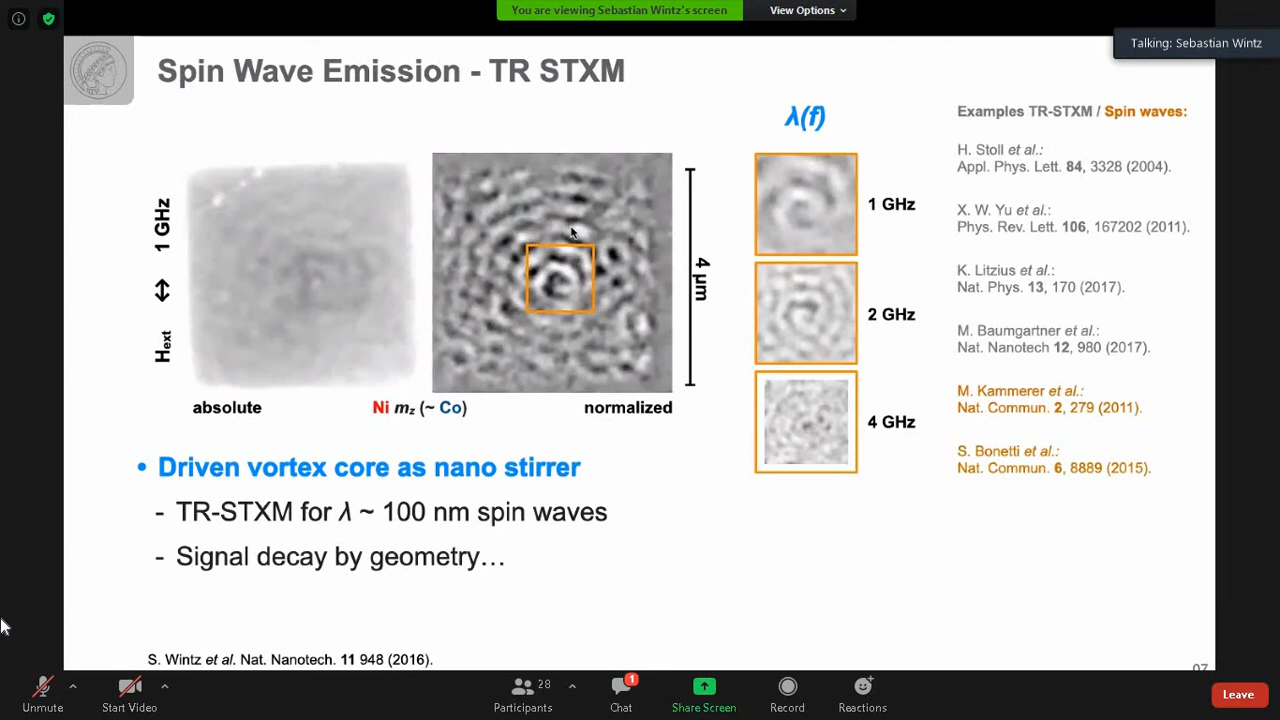 You are viewing Sebastian Wintz's screen
View Options
Talking: Sebastian Wintz
Spin Wave Emission - TR STXM
λ(f)
1 GHz
Hext
absolute
Ni mz (~ Co)
normalized
4 μm
1 GHz
2 GHz
4 GHz
Examples TR-STXM / Spin waves:
H. Stoll et al.:
Appl. Phys. Lett. 84, 3328 (2004).
X. W. Yu et al.:
Phys. Rev. Lett. 106, 167202 (2011).
K. Litzius et al.:
Nat. Phys. 13, 170 (2017).
M. Baumgartner et al.:
Nat. Nanotech 12, 980 (2017).
M. Kammerer et al.:
Nat. Commun. 2, 279 (2011).
S. Bonetti et al.:
Nat. Commun. 6, 8889 (2015).
• Driven vortex core as nano stirrer
- TR-STXM for λ ~ 100 nm spin waves
- Signal decay by geometry…
S. Wintz et al. Nat. Nanotech. 11 948 (2016).
07
Unmute
Start Video
28
Participants
1
Chat
Share Screen
Record
Reactions
Leave